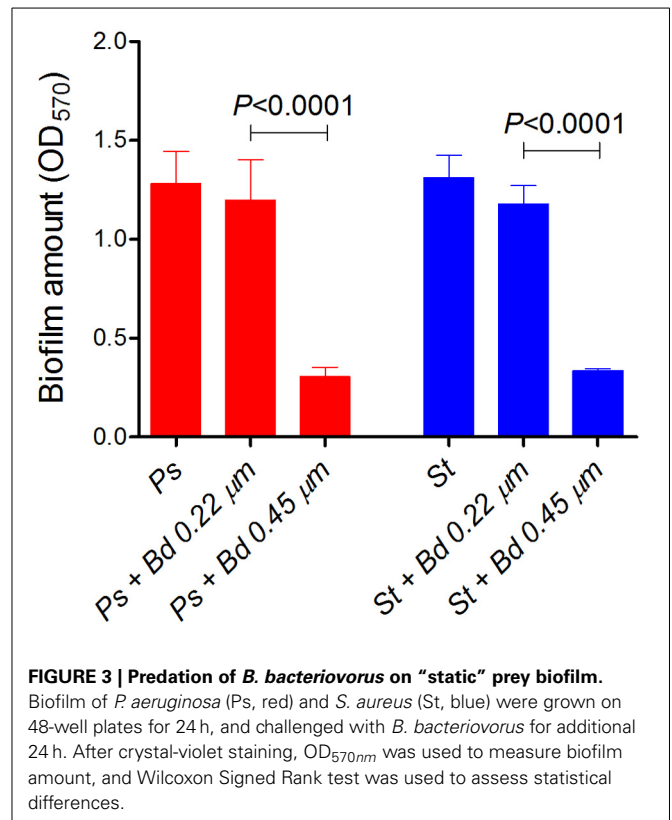 2.0
1.5
1.0
0.5
0.0
Biofilm amount (OD570)
P<0.0001
P<0.0001
Ps
Ps + Bd 0.22 µm
Ps + Bd 0.45 µm
St
St + Bd 0.22 µm
St + Bd 0.45 µm
FIGURE 3 | Predation of B. bacteriovorus on “static” prey biofilm.
Biofilm of P. aeruginosa (Ps, red) and S. aureus (St, blue) were grown on
48-well plates for 24 h, and challenged with B. bacteriovorus for additional
24 h. After crystal-violet staining, OD570nm was used to measure biofilm
amount, and Wilcoxon Signed Rank test was used to assess statistical
differences.